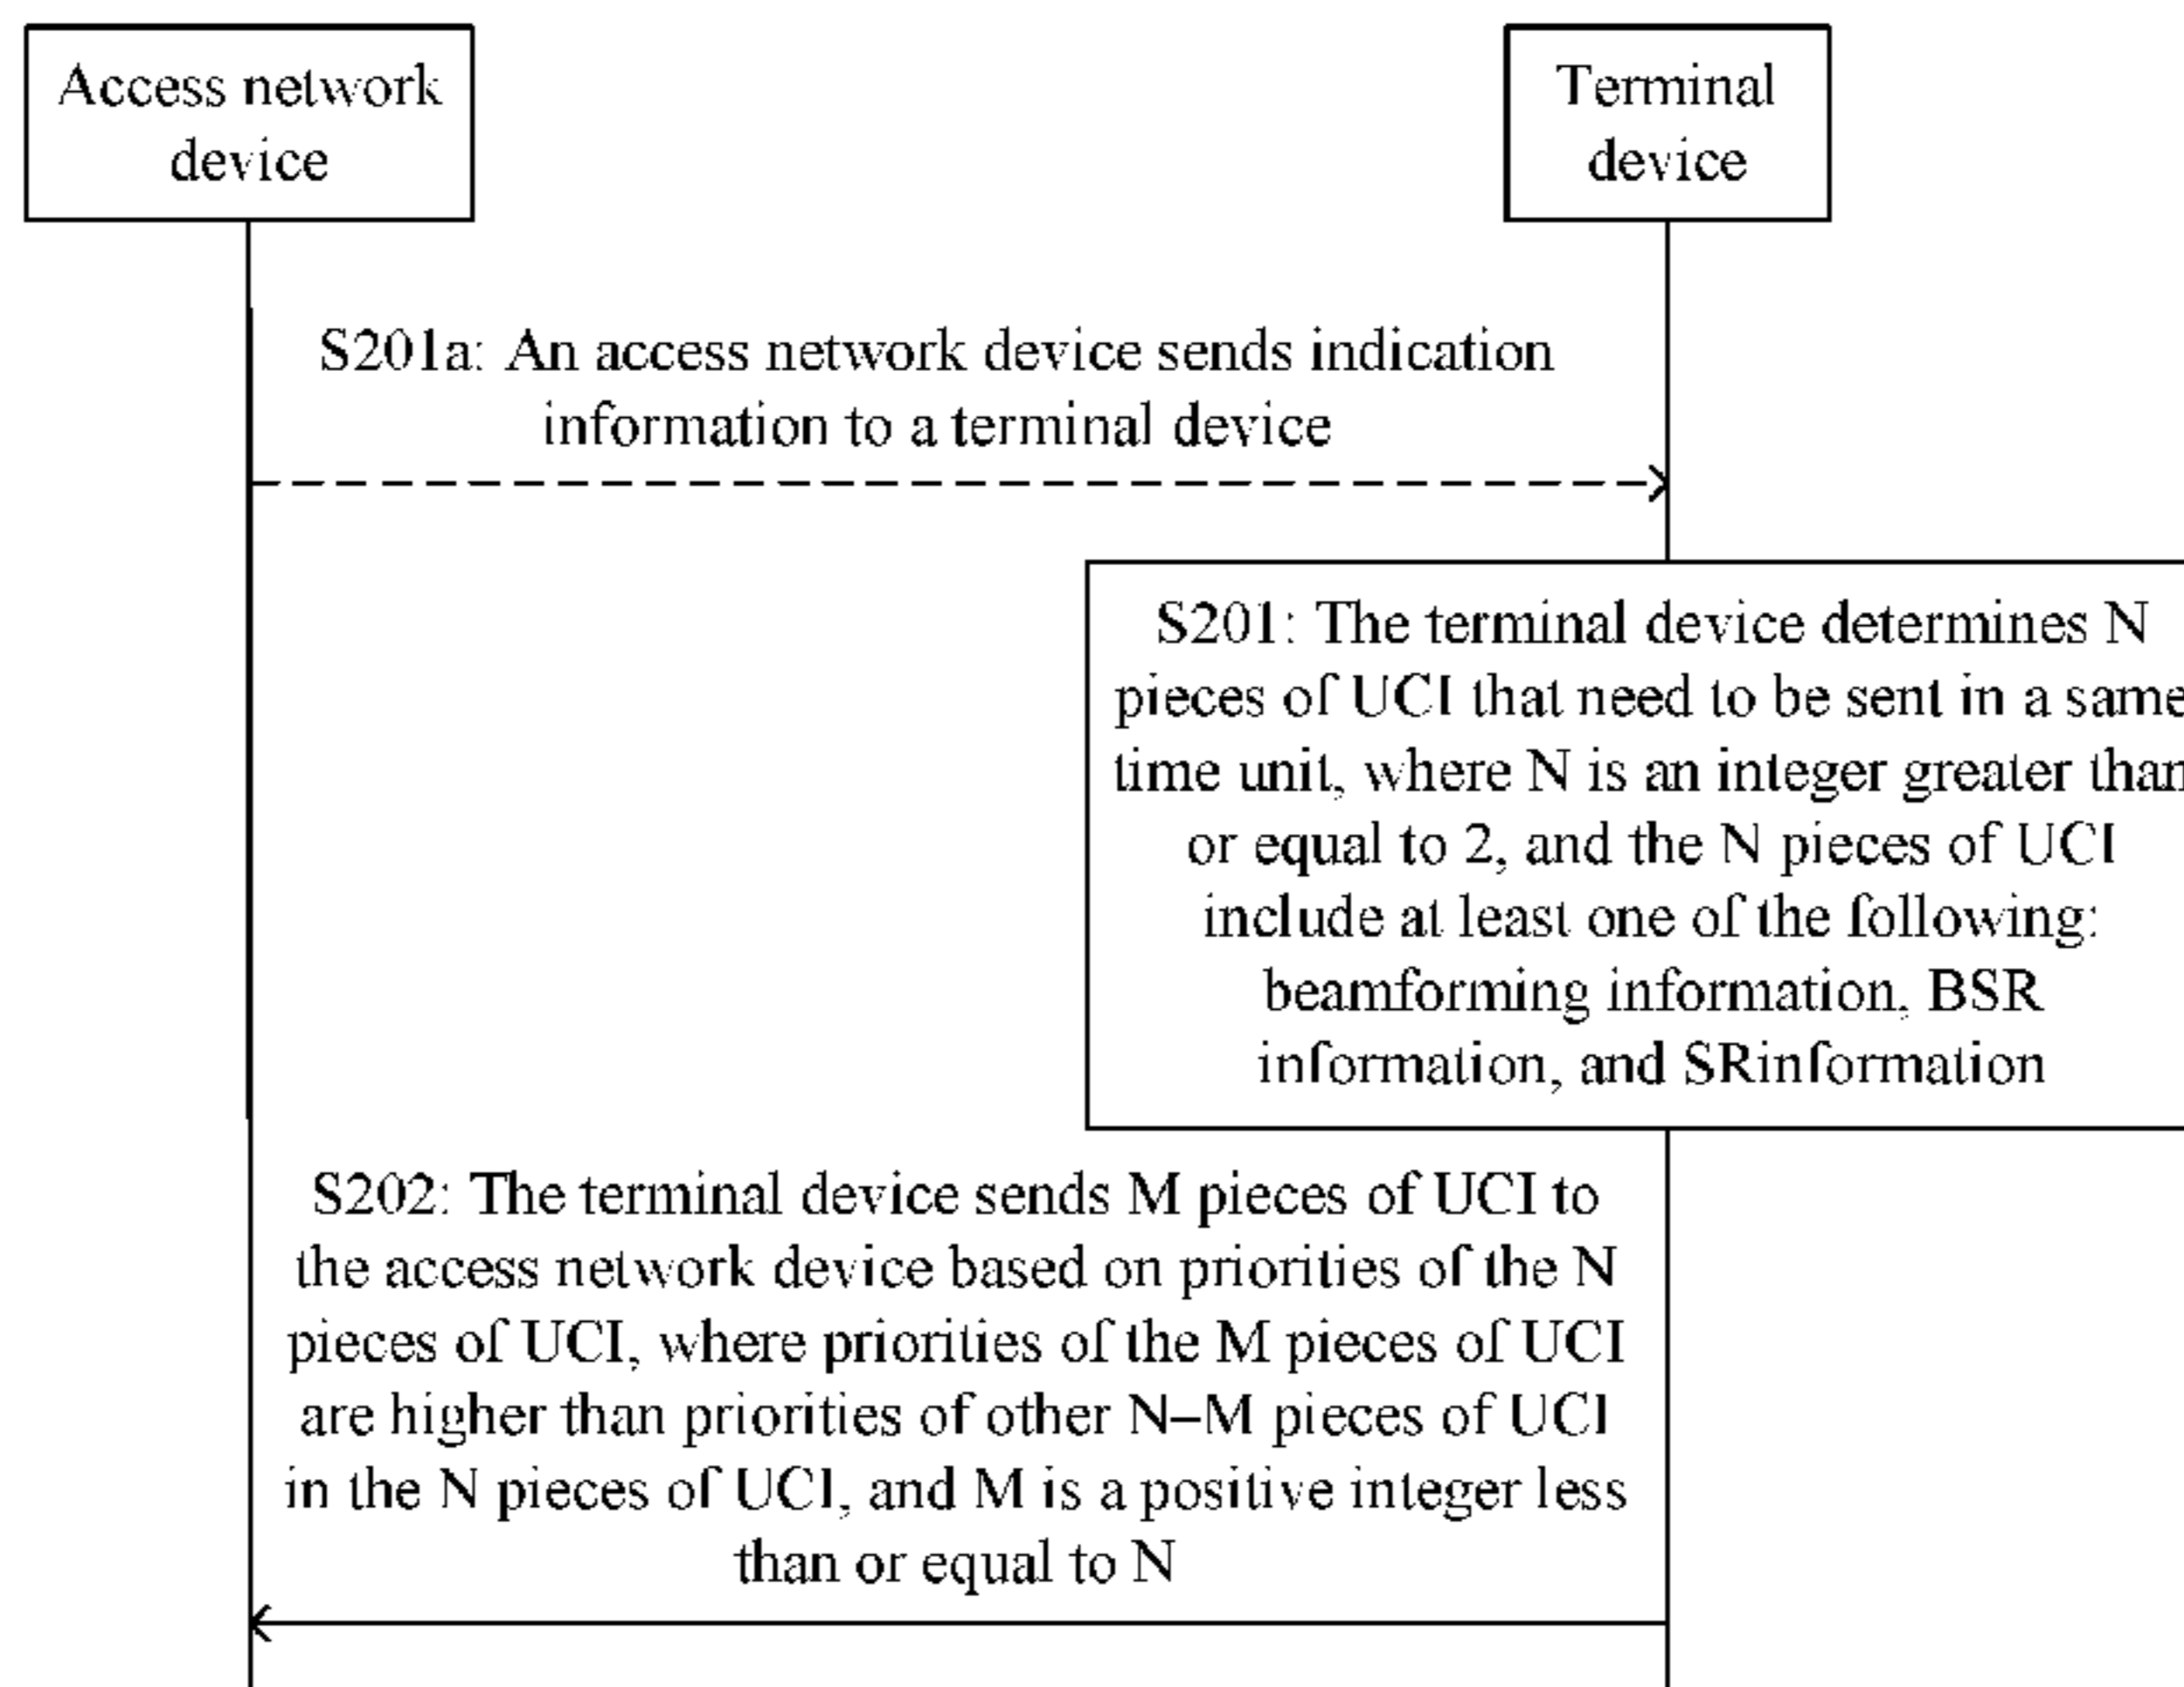 Access network
device
Terminal
device
S201a: An access network device sends indication
information to a terminal device
S201: The terminal device determines N
pieces of UCI that need to be sent in a same
time unit, where N is an integer greater than
or equal to 2, and the N pieces of UCI
include at least one of the following:
beamforming information, BSR
information, and SRinformation
S202: The terminal device sends M pieces of UCI to
the access network device based on priorities of the N
pieces of UCI, where priorities of the M pieces of UCI
are higher than priorities of other N–M pieces of UCI
in the N pieces of UCI, and M is a positive integer less
than or equal to N